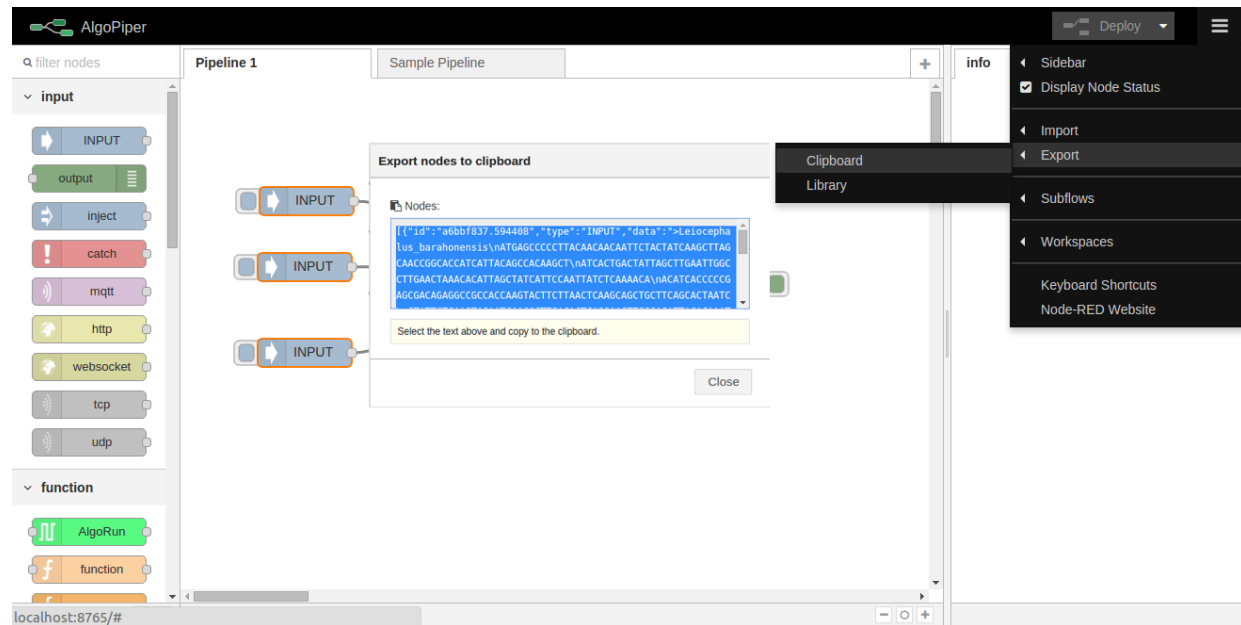 AlgoPiper
Deploy
filter nodes
Pipeline 1
Sample Pipeline
info
Sidebar
Display Node Status
Import
Export
Clipboard
Library
Subflows
Workspaces
Keyboard Shortcuts
Node-RED Website
input
INPUT
output
inject
catch
mqtt
http
websocket
tcp
udp
function
AlgoRun
function
INPUT
INPUT
INPUT
Export nodes to clipboard
Nodes:
[{"id":"a6bbf837.594408","type":"INPUT","data":">Leiocepha
lus_barahonensis\nATGAGCCCCCTTACAACAACAATTCTACTATCAAGCTTAG
CAACCGGCACCATCATTACAGCCACAAGCT\nATCACTGACTATTAGCTTGAATTGGC
CTTGAACTAAACACATTAGCTATCATTCCAATTATCTCAAAACA\nACATCACCCCCG
AGCGACAGAGGCCGCCACCAAGTACTTCTTAACTCAAGCAGCTGCTTCAGCACTAATC
Select the text above and copy to the clipboard.
Close
localhost:8765/#